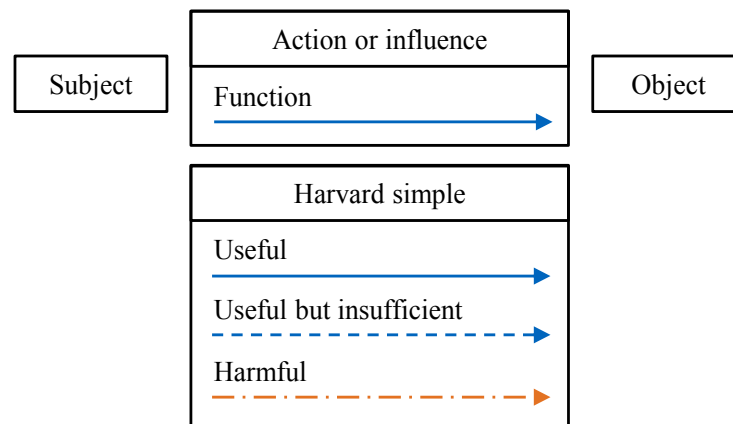 Action or influence
Subject
Function
Object
Harvard simple
Useful
Useful but insufficient
Harmful